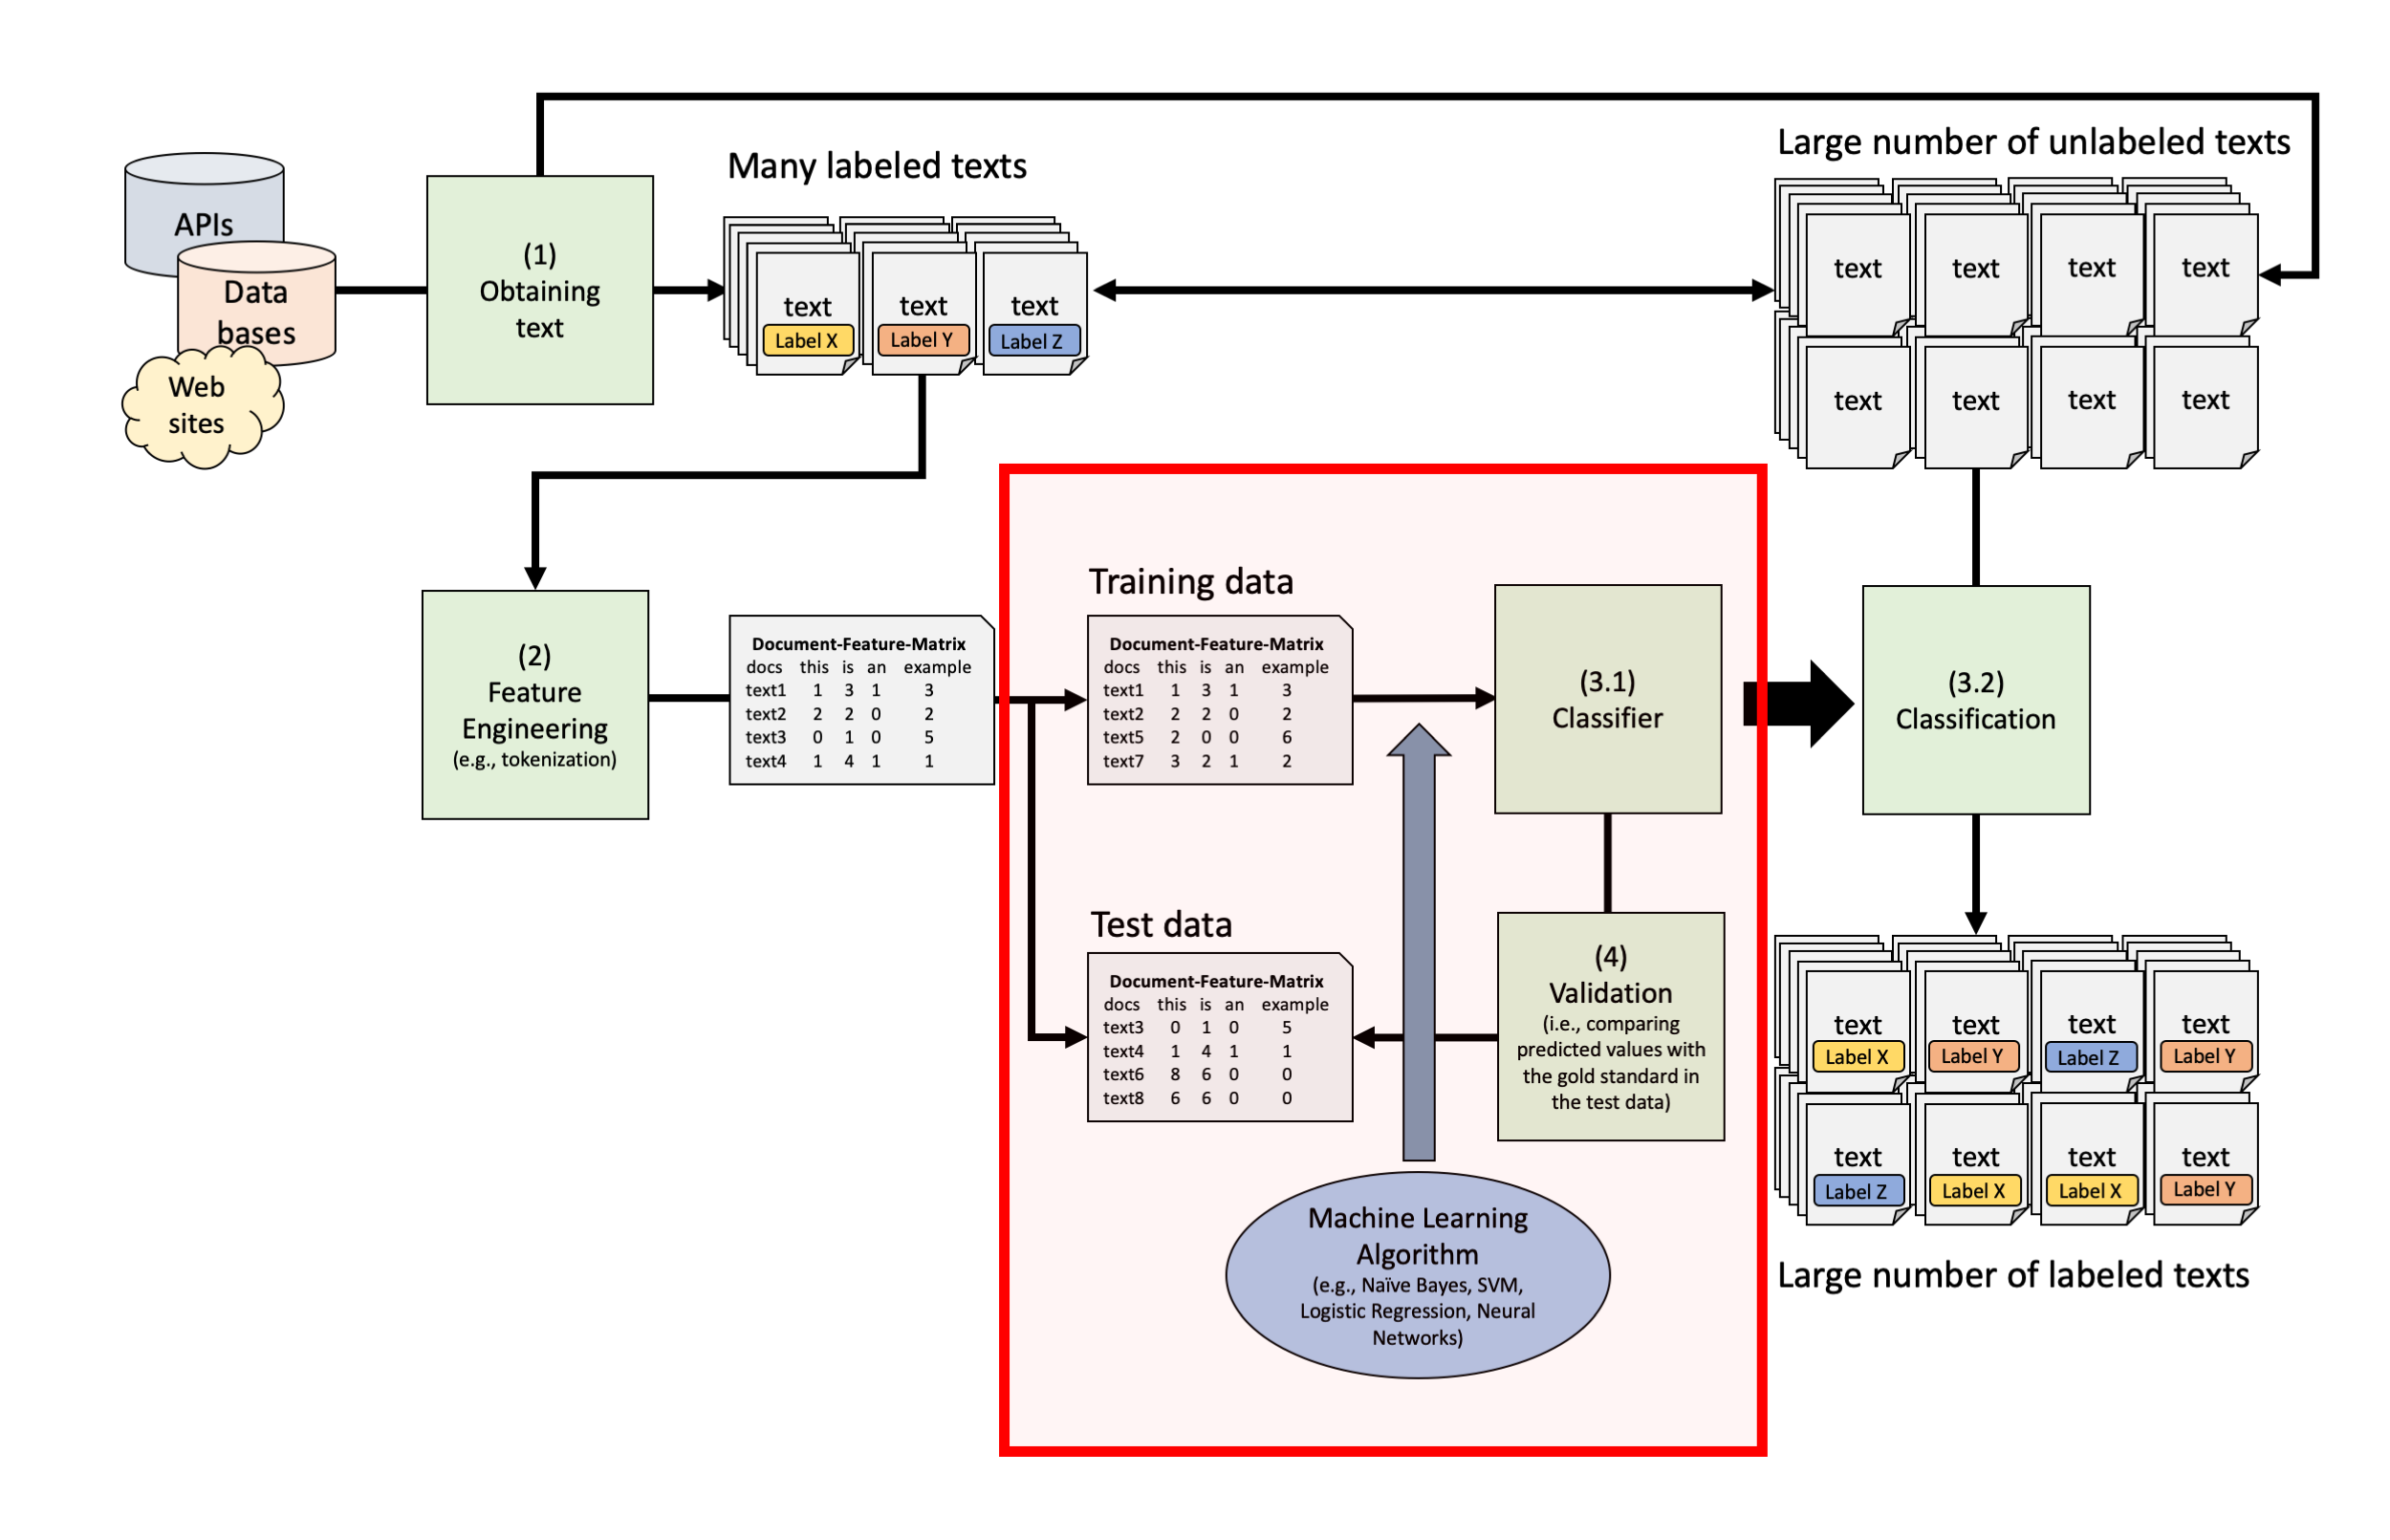 APIs
Data
bases
Web
sites
(1)
Obtaining
text
Many labeled texts
text
Label X
text
Label Y
text
Label Z
Large number of unlabeled texts
text
text
text
text
text
text
text
text
(2)
Feature
Engineering
(e.g., tokenization)
Document-Feature-Matrix
docs this is an example
text1 1 3 1 3
text2 2 2 0 2
text3 0 1 0 5
text4 1 4 1 1
Training data
Document-Feature-Matrix
docs this is an example
text1 1 3 1 3
text2 2 2 0 2
text5 2 0 0 6
text7 3 2 1 2
(3.1)
Classifier
(3.2)
Classification
Test data
Document-Feature-Matrix
docs this is an example
text3 0 1 0 5
text4 1 4 1 1
text6 8 6 0 0
text8 6 6 0 0
(4)
Validation
(i.e., comparing
predicted values with
the gold standard in
the test data)
Machine Learning
Algorithm
(e.g., Naïve Bayes, SVM,
Logistic Regression, Neural
Networks)
text
Label X
text
Label Y
text
Label Z
text
Label Y
text
Label Z
text
Label X
text
Label X
text
Label Y
Large number of labeled texts